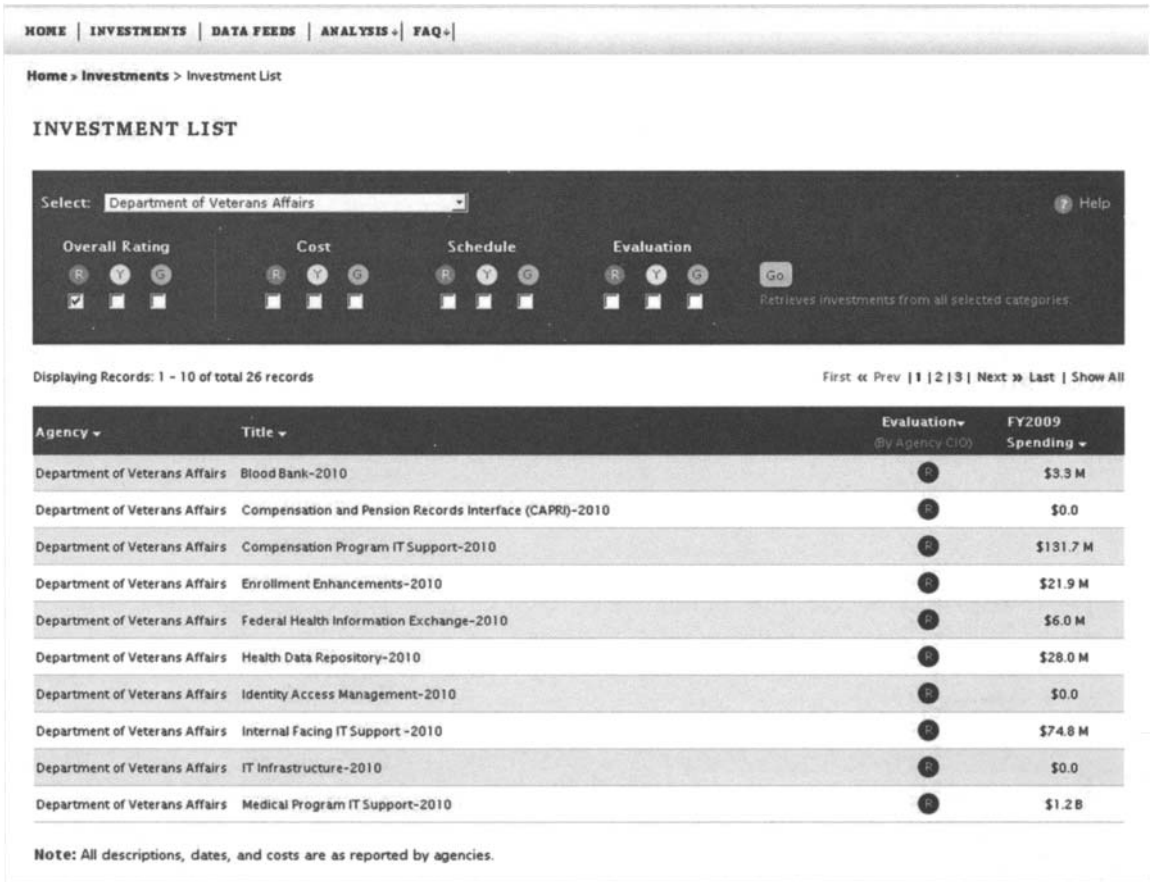 HOME | INVESTMENTS | DATA FEEDS | ANALYSIS↓| FAQ↓|
Home » Investments > Investment List
INVESTMENT LIST
Select: Department of Veterans Affairs ? Help
Overall Rating Cost Schedule Evaluation
R Y G R Y G R Y G R Y G Go
Retrieves investments from all selected categories.
Displaying Records: 1 - 10 of total 26 records First « Prev |1 |2|3| Next » Last | Show All
Agency Title Evaluation FY2009
(By Agency CIO) Spending
Department of Veterans Affairs Blood Bank-2010 R $3.3 M
Department of Veterans Affairs Compensation and Pension Records Interface (CAPRI)-2010 R $0.0
Department of Veterans Affairs Compensation Program IT Support-2010 R $131.7 M
Department of Veterans Affairs Enrollment Enhancements-2010 R $21.9 M
Department of Veterans Affairs Federal Health Information Exchange-2010 R $6.0 M
Department of Veterans Affairs Health Data Repository-2010 R $28.0 M
Department of Veterans Affairs Identity Access Management-2010 R $0.0
Department of Veterans Affairs Internal Facing IT Support -2010 R $74.8 M
Department of Veterans Affairs IT Infrastructure-2010 R $0.0
Department of Veterans Affairs Medical Program IT Support-2010 R $1.2 B
Note: All descriptions, dates, and costs are as reported by agencies.